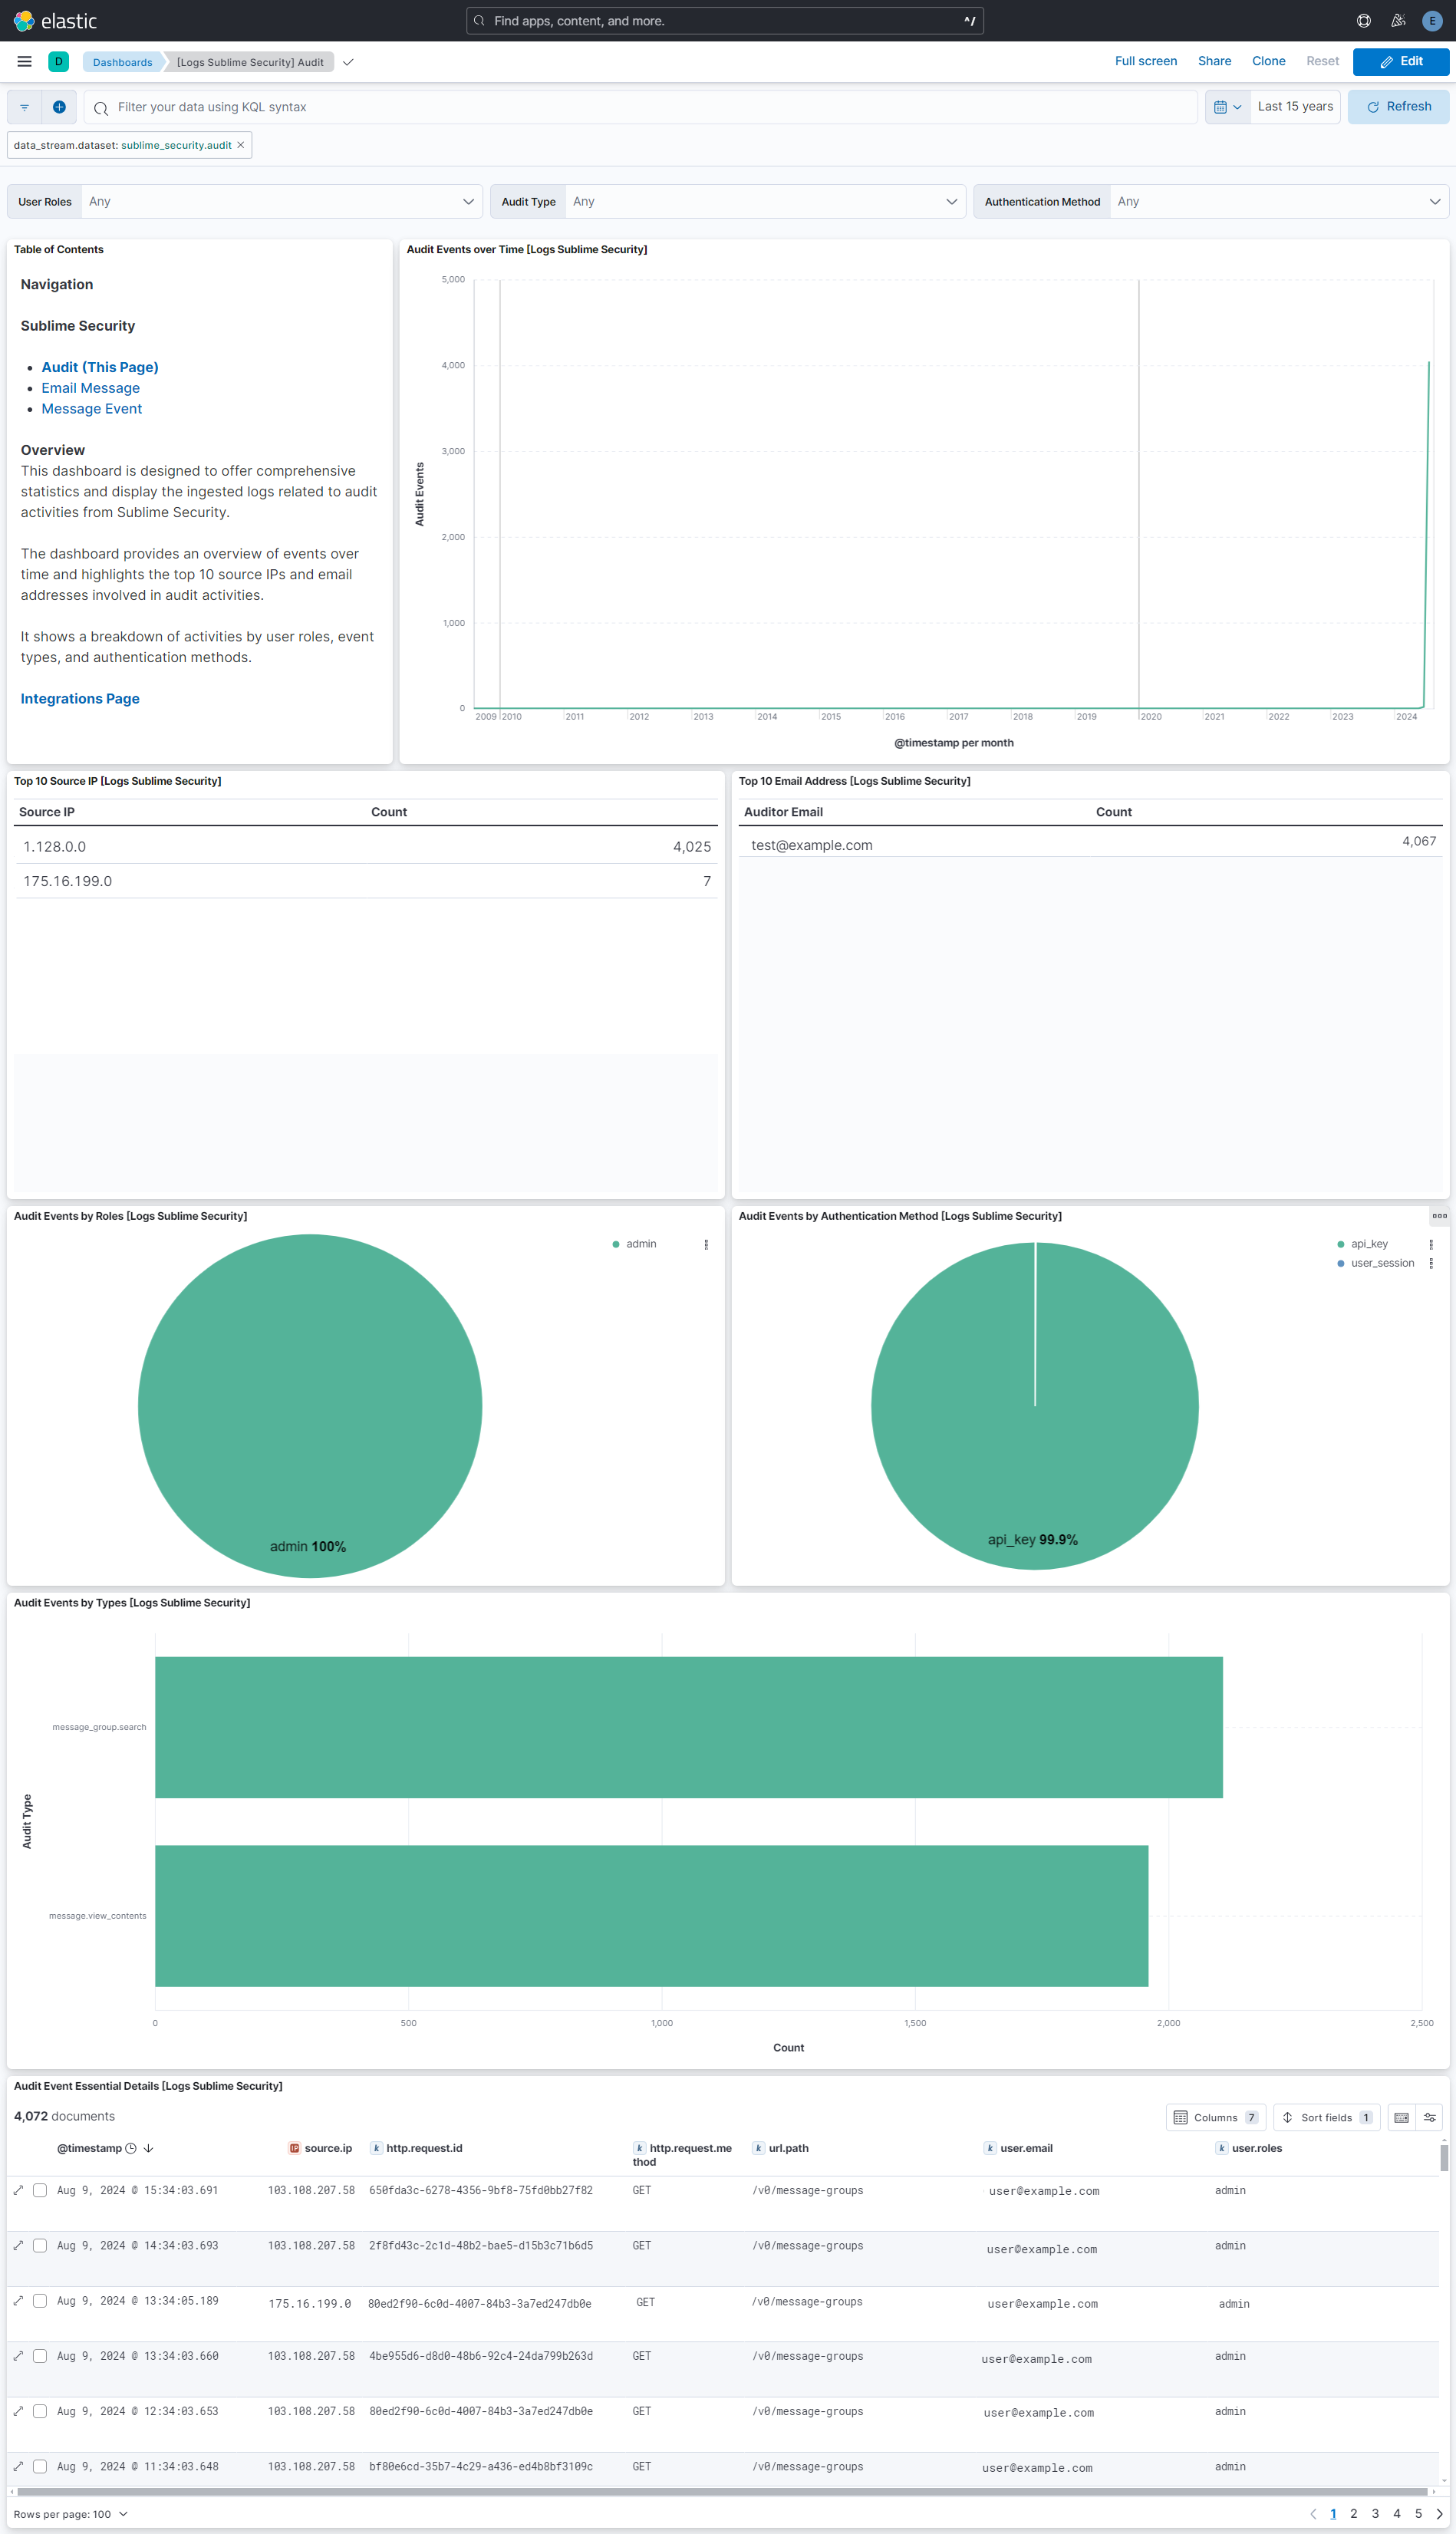 elastic
Find apps, content, and more.
^/
E
D
Dashboards
[Logs Sublime Security] Audit
Full screen
Share
Clone
Reset
Edit
Filter your data using KQL syntax
Last 15 years
Refresh
data_stream.dataset: sublime_security.audit ×
User Roles Any
Audit Type Any
Authentication Method Any
Table of Contents
Navigation
Sublime Security
• Audit (This Page)
• Email Message
• Message Event
Overview
This dashboard is designed to offer comprehensive
statistics and display the ingested logs related to audit
activities from Sublime Security.
The dashboard provides an overview of events over
time and highlights the top 10 source IPs and email
addresses involved in audit activities.
It shows a breakdown of activities by user roles, event
types, and authentication methods.
Integrations Page
Audit Events over Time [Logs Sublime Security]
5,000
4,000
3,000
2,000
1,000
0
Audit Events
2009 2010 2011 2012 2013 2014 2015 2016 2017 2018 2019 2020 2021 2022 2023 2024
@timestamp per month
Top 10 Source IP [Logs Sublime Security]
Source IP Count
1.128.0.0 4,025
175.16.199.0 7
Top 10 Email Address [Logs Sublime Security]
Auditor Email Count
test@example.com 4,067
Audit Events by Roles [Logs Sublime Security]
admin
admin 100%
Audit Events by Authentication Method [Logs Sublime Security]
api_key
user_session
api_key 99.9%
Audit Events by Types [Logs Sublime Security]
Audit Type
message_group.search
message.view_contents
0 500 1,000 1,500 2,000 2,500
Count
Audit Event Essential Details [Logs Sublime Security]
4,072 documents
Columns 7
Sort fields 1
@timestamp IP source.ip k http.request.id k http.request.me k url.path k user.email k user.roles
thod
Aug 9, 2024 @ 15:34:03.691 103.108.207.58 650fda3c-6278-4356-9bf8-75fd0bb27f82 GET /v0/message-groups user@example.com admin
Aug 9, 2024 @ 14:34:03.693 103.108.207.58 2f8fd43c-2c1d-48b2-bae5-d15b3c71b6d5 GET /v0/message-groups user@example.com admin
Aug 9, 2024 @ 13:34:05.189 175.16.199.0 80ed2f90-6c0d-4007-84b3-3a7ed247db0e GET /v0/message-groups user@example.com admin
Aug 9, 2024 @ 13:34:03.660 103.108.207.58 4be955d6-d8d0-48b6-92c4-24da799b263d GET /v0/message-groups user@example.com admin
Aug 9, 2024 @ 12:34:03.653 103.108.207.58 80ed2f90-6c0d-4007-84b3-3a7ed247db0e GET /v0/message-groups user@example.com admin
Aug 9, 2024 @ 11:34:03.648 103.108.207.58 bf80e6cd-35b7-4c29-a436-ed4b8bf3109c GET /v0/message-groups user@example.com admin
Rows per page: 100
1 2 3 4 5